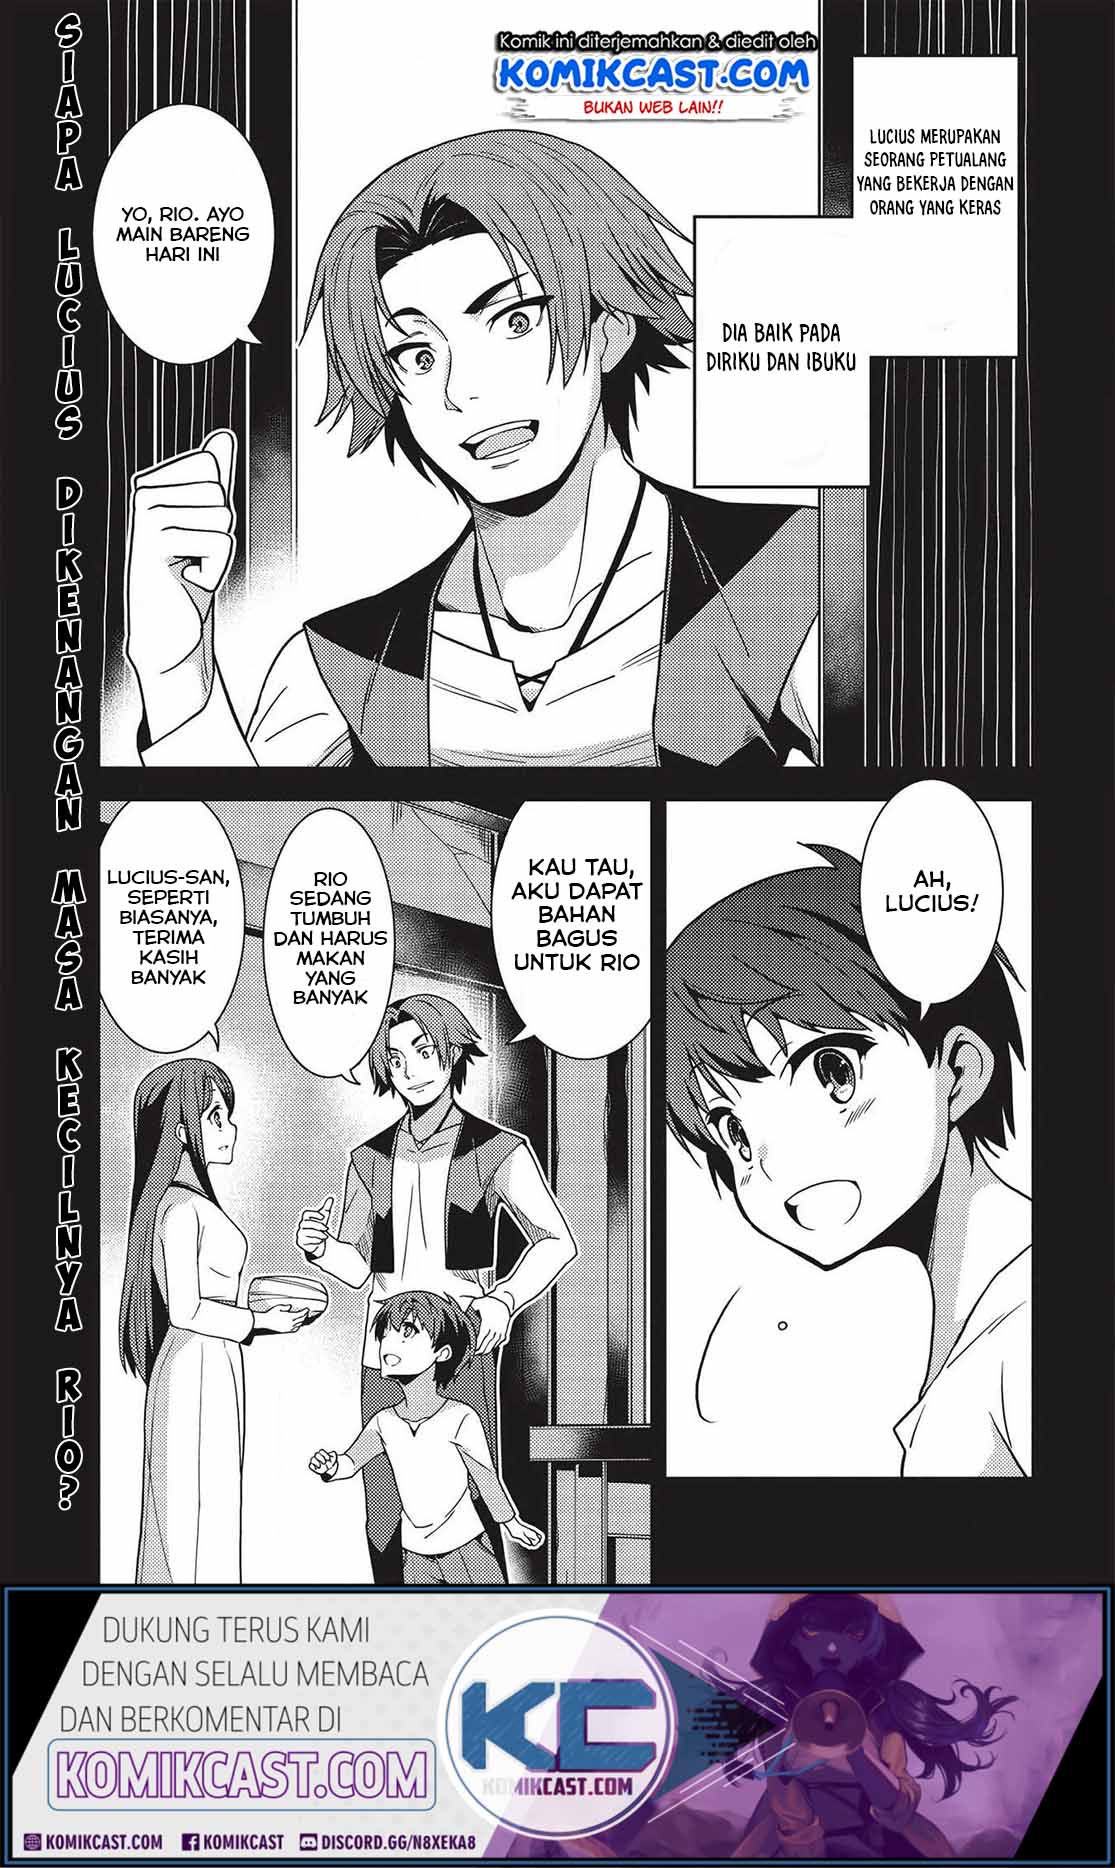 SIAPA LUCIUS DIKENANGAN MASA KECILNYA RIO?
Komik ini diterjemahkan & diedit oleh
KOMIKCAST.COM
BUKAN WEB LAIN!!
LUCIUS MERUPAKAN
SEORANG PETUALANG
YANG BEKERJA DENGAN
ORANG YANG KERAS
DIA BAIK PADA
DIRIKU DAN IBUKU
YO, RIO. AYO
MAIN BARENG
HARI INI
AH,
LUCIUS!
KAU TAU,
AKU DAPAT
BAHAN
BAGUS
UNTUK RIO
RIO
SEDANG
TUMBUH
DAN HARUS
MAKAN
YANG
BANYAK
LUCIUS-SAN,
SEPERTI
BIASANYA,
TERIMA
KASIH
BANYAK
DUKUNG TERUS KAMI
DENGAN SELALU MEMBACA
DAN BERKOMENTAR DI
KOMIKCAST.COM
KC
KOMIKCAST.COM
KOMIKCAST.COM
KOMIKCAST
DISCORD.GG/N8XEKA8